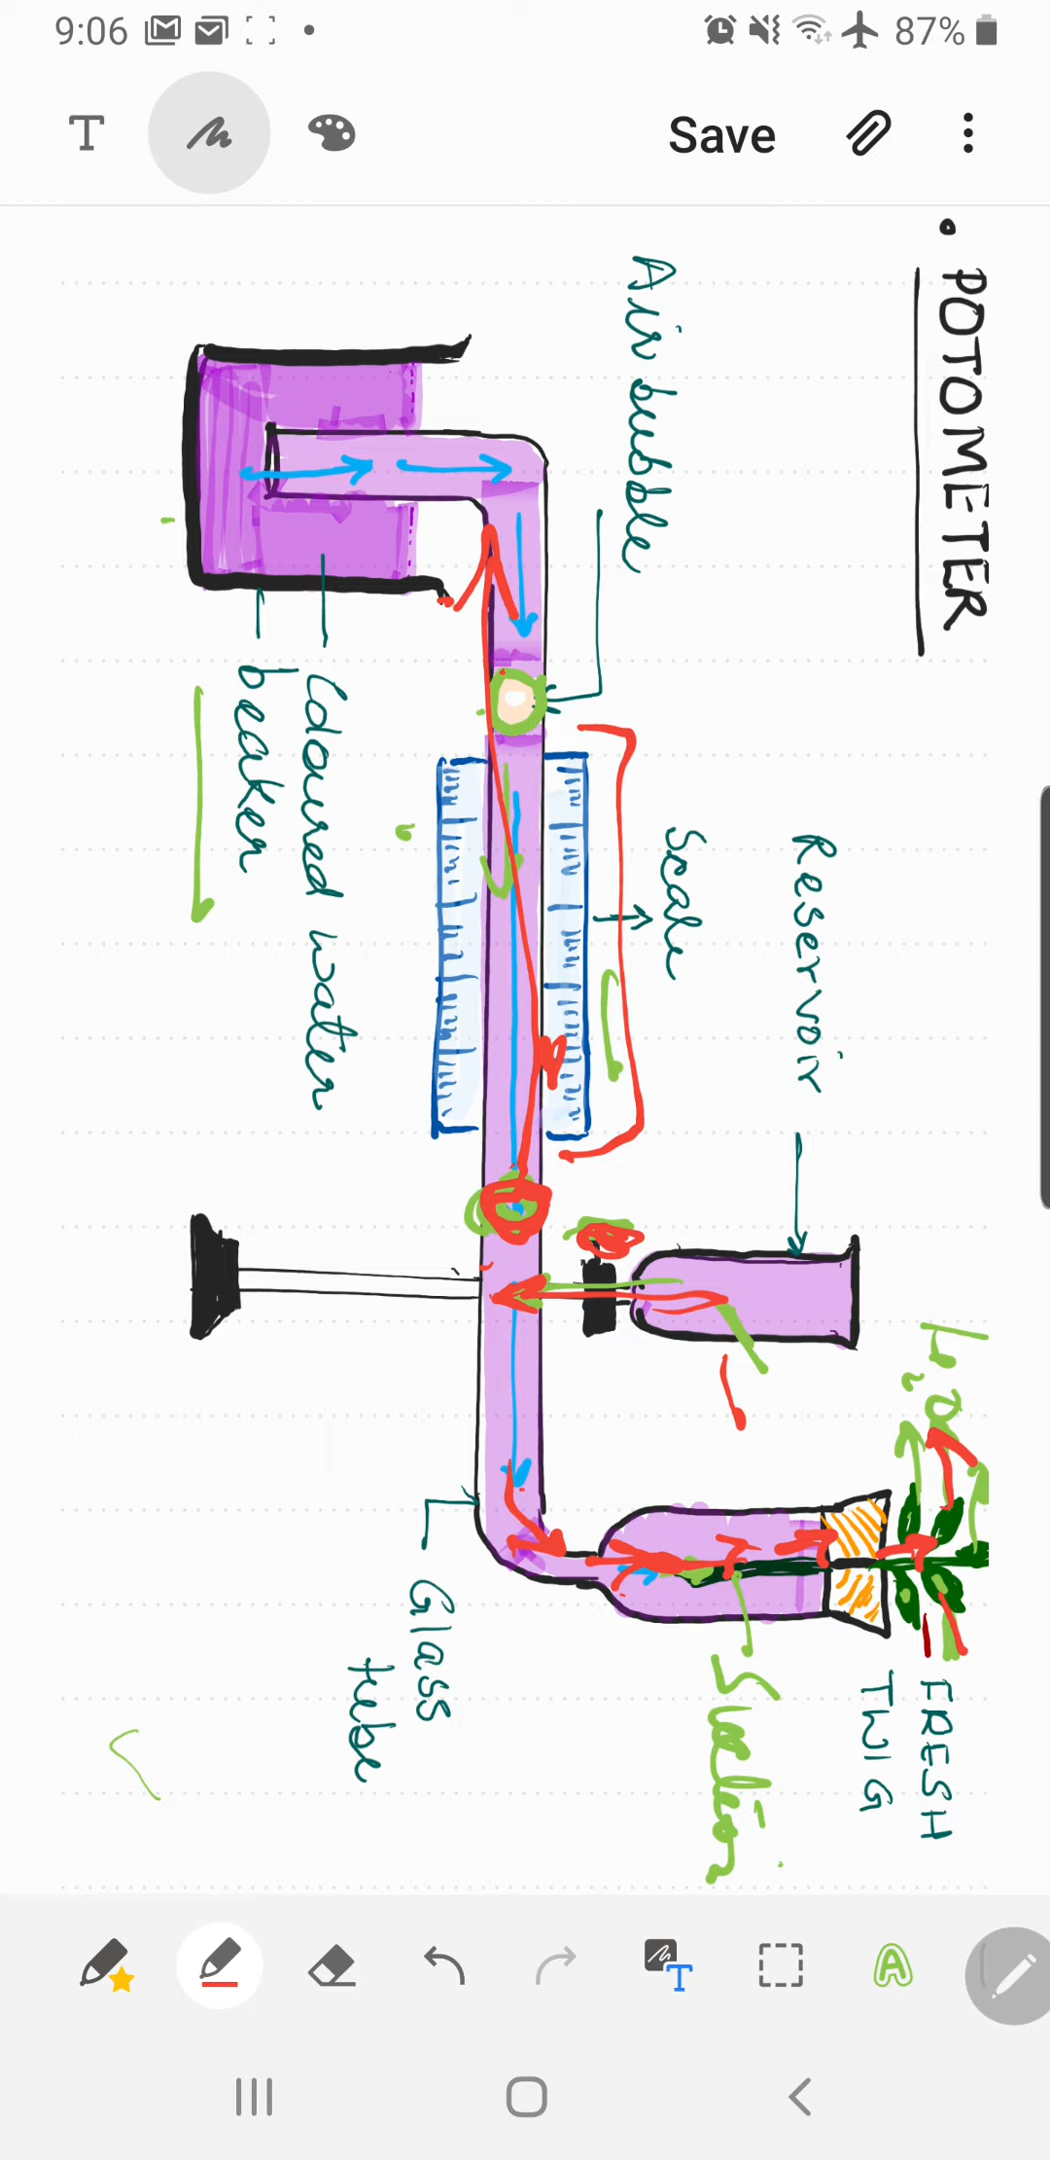 9:06
87%
T
Save
• POTOMETER
Air bubble
Scale
Reservoir
Coloured water
beaker
H₂O
FRESH
TWIG
Suction
Glass
tube
T
A